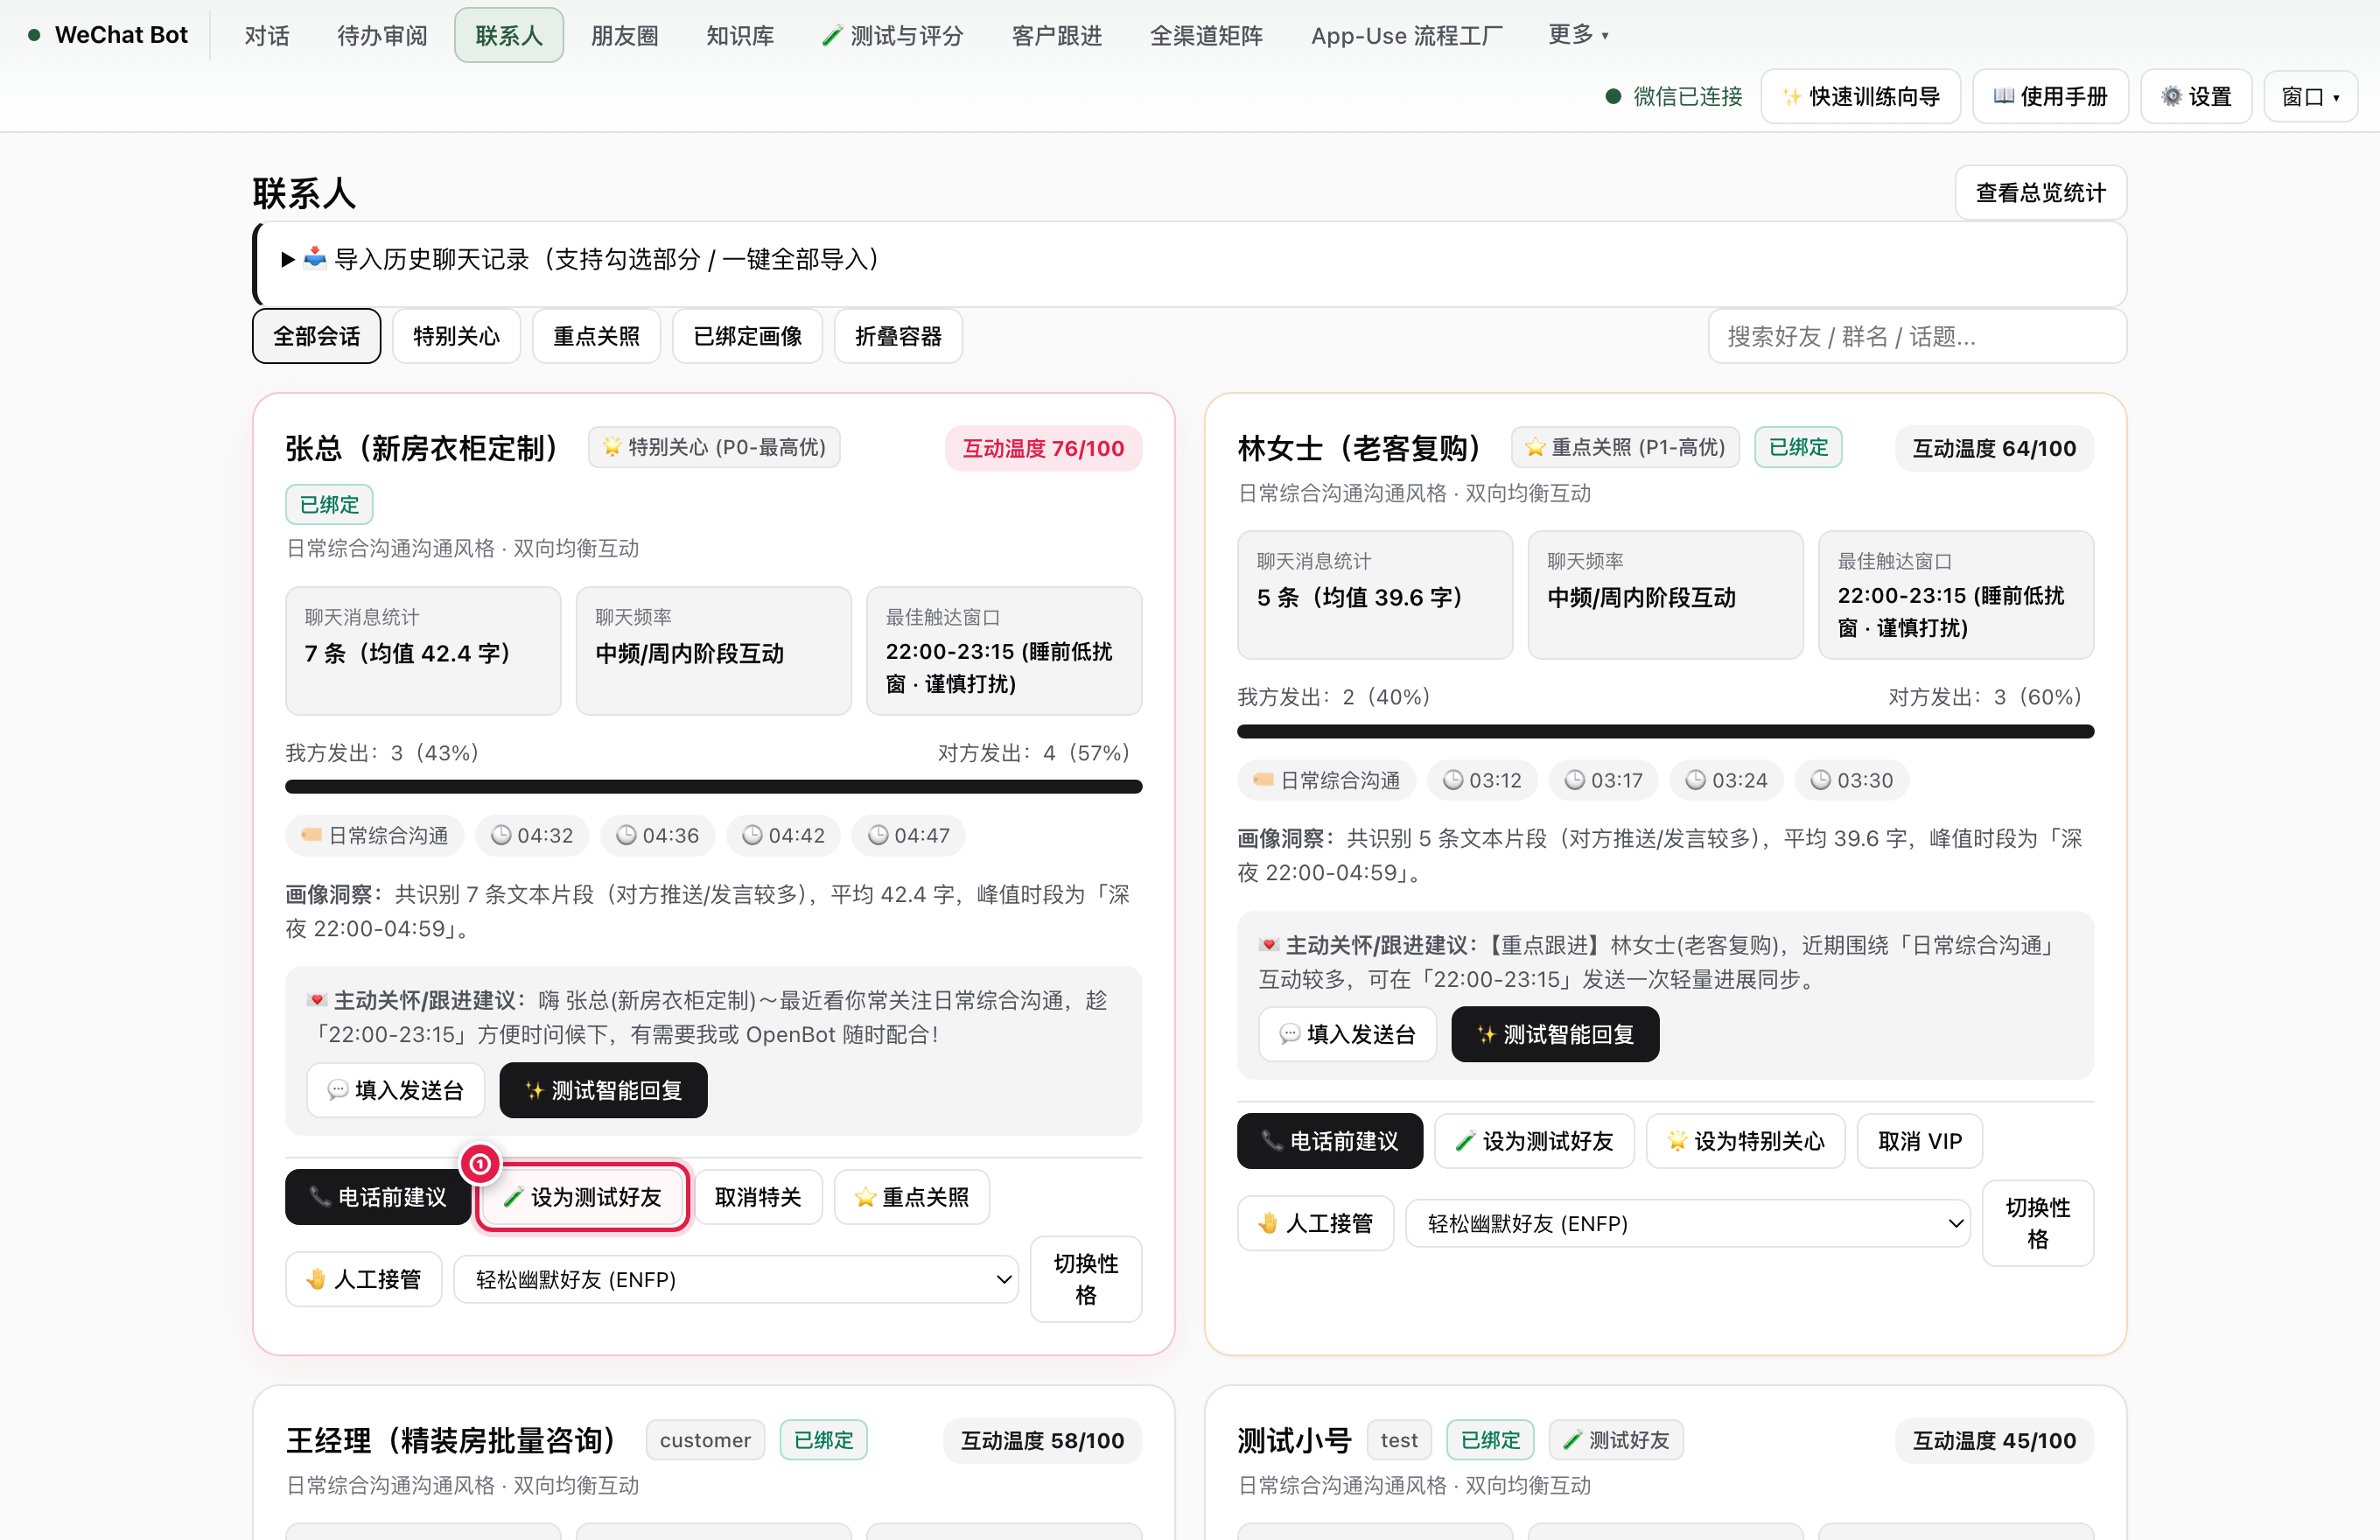 WeChat Bot
对话
待办审阅
联系人
朋友圈
知识库
🧪 测试与评分
客户跟进
全渠道矩阵
App-Use 流程工厂
更多 ▾
微信已连接
✨ 快速训练向导
📖 使用手册
⚙️ 设置
窗口 ▾
联系人
查看总览统计
▶ 📥 导入历史聊天记录（支持勾选部分 / 一键全部导入）
全部会话
特别关心
重点关照
已绑定画像
折叠容器
搜索好友 / 群名 / 话题...
张总（新房衣柜定制）
🌟 特别关心 (P0-最高优)
互动温度 76/100
已绑定
日常综合沟通沟通风格 · 双向均衡互动
聊天消息统计
7 条（均值 42.4 字）
聊天频率
中频/周内阶段互动
最佳触达窗口
22:00-23:15 (睡前低扰
窗 · 谨慎打扰)
我方发出：3（43%）
对方发出：4（57%）
🏷️ 日常综合沟通
🕒 04:32
🕒 04:36
🕒 04:42
🕒 04:47
画像洞察：共识别 7 条文本片段（对方推送/发言较多），平均 42.4 字，峰值时段为「深
夜 22:00-04:59」。
💌 主动关怀/跟进建议：嗨 张总(新房衣柜定制)～最近看你常关注日常综合沟通，趁
「22:00-23:15」方便时问候下，有需要我或 OpenBot 随时配合！
💬 填入发送台
✨ 测试智能回复
①
📞 电话前建议
🧪 设为测试好友
取消特关
⭐ 重点关照
🤚 人工接管
轻松幽默好友 (ENFP)
切换性
格
林女士（老客复购）
⭐ 重点关照 (P1-高优)
已绑定
互动温度 64/100
日常综合沟通沟通风格 · 双向均衡互动
聊天消息统计
5 条（均值 39.6 字）
聊天频率
中频/周内阶段互动
最佳触达窗口
22:00-23:15 (睡前低扰
窗 · 谨慎打扰)
我方发出：2（40%）
对方发出：3（60%）
🏷️ 日常综合沟通
🕒 03:12
🕒 03:17
🕒 03:24
🕒 03:30
画像洞察：共识别 5 条文本片段（对方推送/发言较多），平均 39.6 字，峰值时段为「深
夜 22:00-04:59」。
💌 主动关怀/跟进建议：【重点跟进】林女士(老客复购)，近期围绕「日常综合沟通」
互动较多，可在「22:00-23:15」发送一次轻量进展同步。
💬 填入发送台
✨ 测试智能回复
📞 电话前建议
🧪 设为测试好友
🌟 设为特别关心
取消 VIP
🤚 人工接管
轻松幽默好友 (ENFP)
切换性
格
王经理（精装房批量咨询）
customer
已绑定
互动温度 58/100
日常综合沟通沟通风格 · 双向均衡互动
测试小号
test
已绑定
🧪 测试好友
互动温度 45/100
日常综合沟通沟通风格 · 双向均衡互动